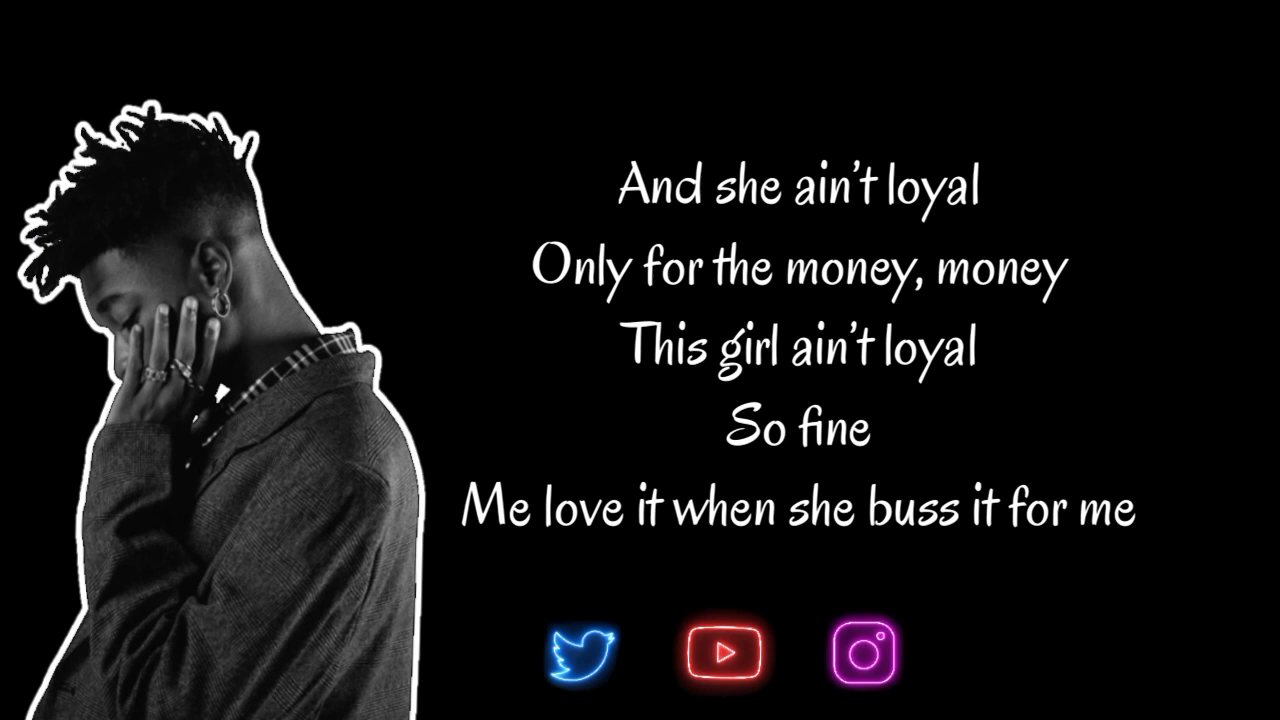 And she ain't loyal
Only for the money, money
This girl ain't loyal
So fine
Me love it when she buss it for me